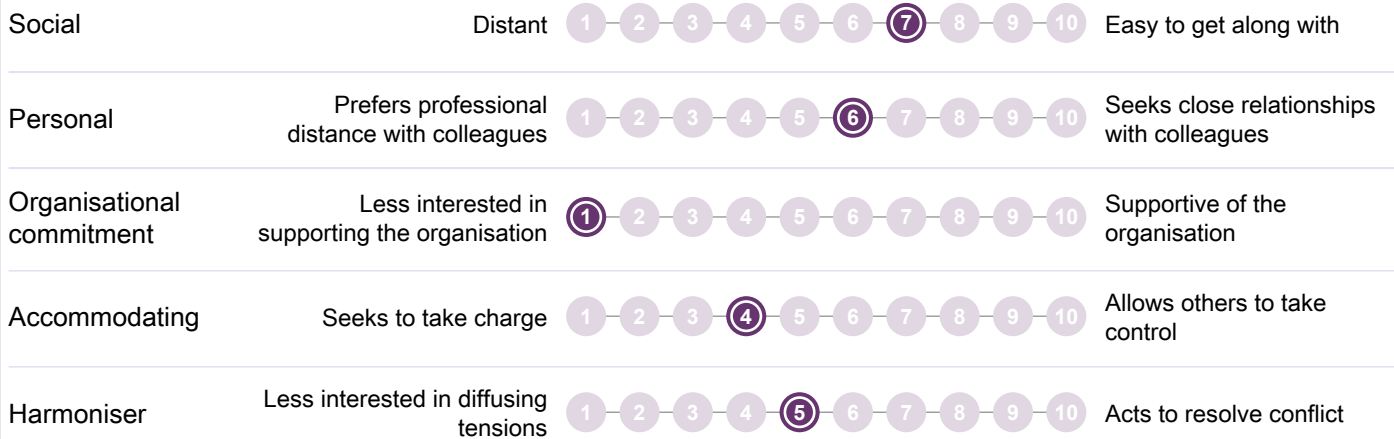 Social
Distant
1 2 3 4 5 6 7 8 9 10
Easy to get along with
Personal
Prefers professional
distance with colleagues
1 2 3 4 5 6 7 8 9 10
Seeks close relationships
with colleagues
Organisational
commitment
Less interested in
supporting the organisation
1 2 3 4 5 6 7 8 9 10
Supportive of the
organisation
Accommodating
Seeks to take charge
1 2 3 4 5 6 7 8 9 10
Allows others to take
control
Harmoniser
Less interested in diffusing
tensions
1 2 3 4 5 6 7 8 9 10
Acts to resolve conflict